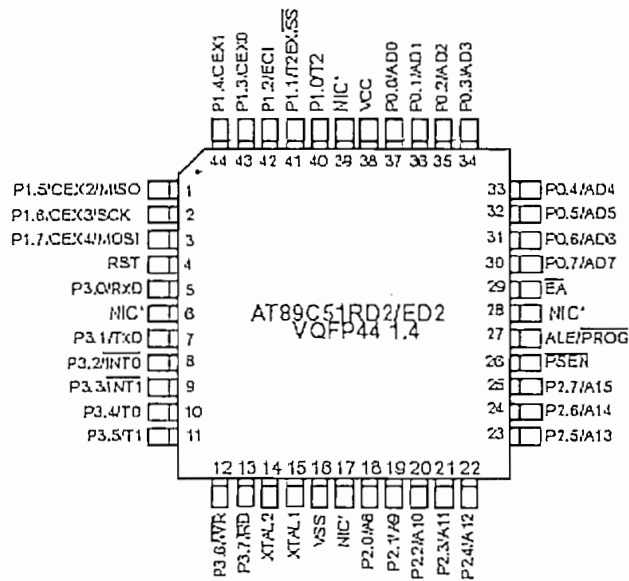 P1.4/CEX1
P1.3/CEX0
P1.2/ECI
P1.1/T2EX/SS
P1.0/T2
NIC*
VCC
P0.0/AD0
P0.1/AD1
P0.2/AD2
P0.3/AD3
44 43 42 41 40 39 38 37 36 35 34
P1.5/CEX2/MISO 1
P1.6/CEX3/SCK 2
P1.7/CEX4/MOSI 3
RST 4
P3.0/RxD 5
NIC* 6
P3.1/TxD 7
P3.2/INT0 8
P3.3/INT1 9
P3.4/T0 10
P3.5/T1 11
AT89C51RD2/ED2
VQFP44 1.4
33 P0.4/AD4
32 P0.5/AD5
31 P0.6/AD6
30 P0.7/AD7
29 EA
28 NIC*
27 ALE/PROG
26 PSEN
25 P2.7/A15
24 P2.6/A14
23 P2.5/A13
12 13 14 15 16 17 18 19 20 21 22
P3.6/WR
P3.7/RD
XTAL2
XTAL1
VSS
NIC*
P2.0/A8
P2.1/A9
P2.2/A10
P2.3/A11
P2.4/A12